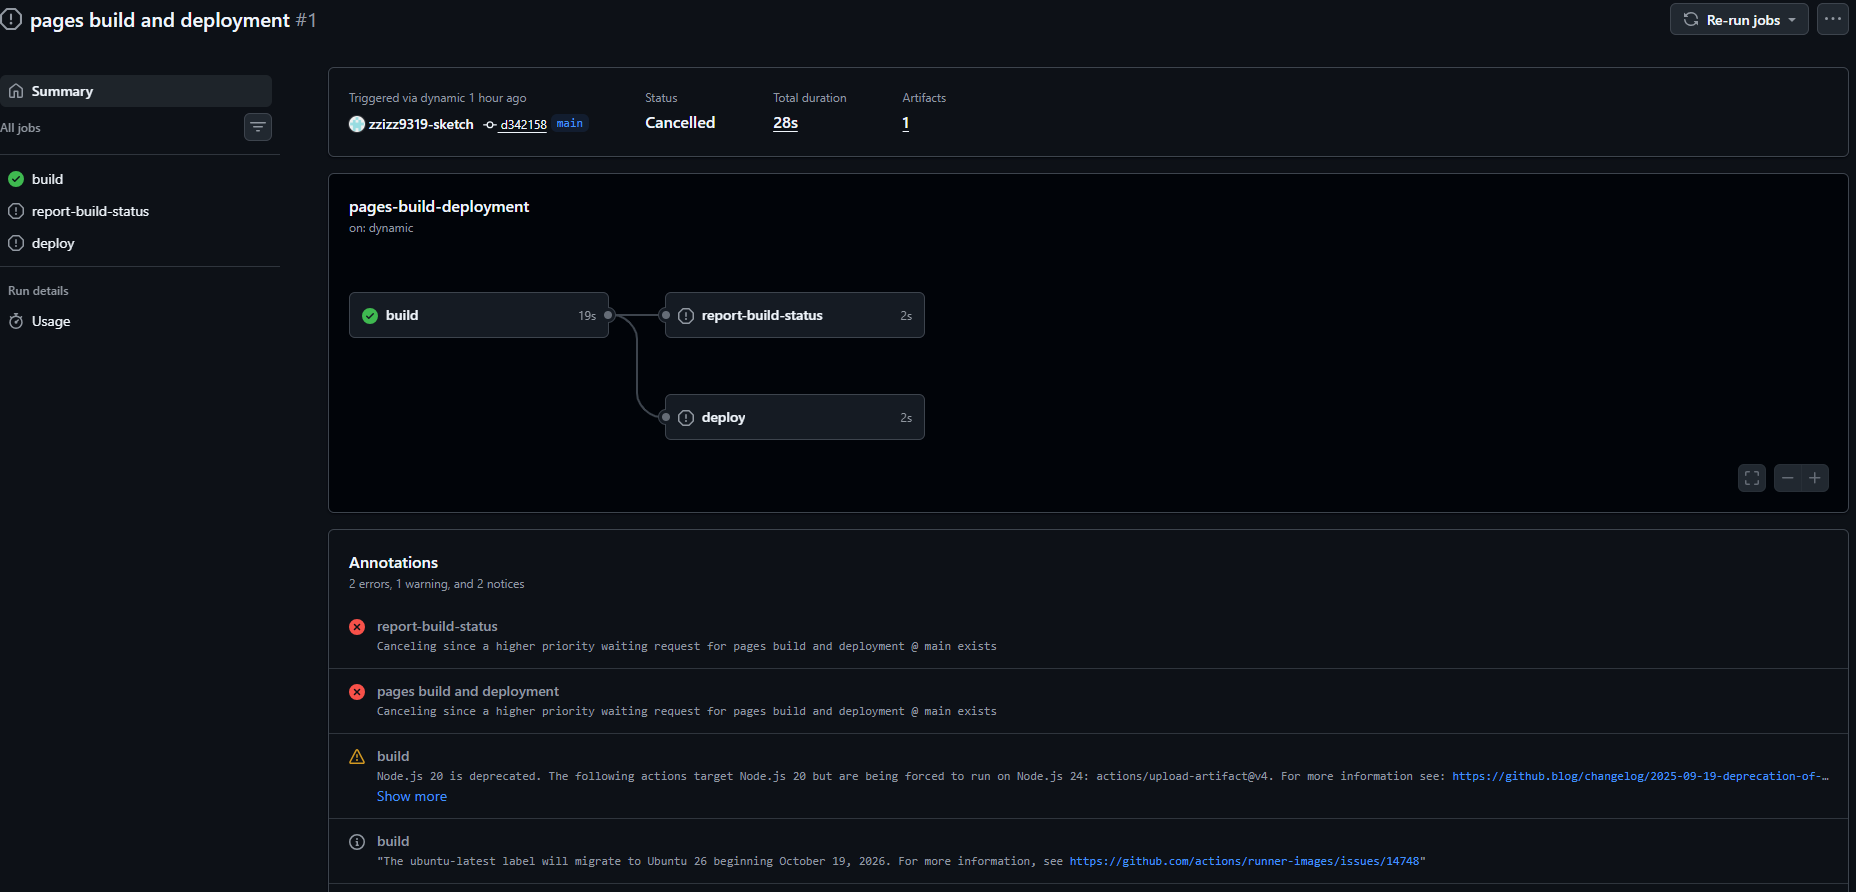 pages build and deployment #1
Re-run jobs
Summary
All jobs
build
report-build-status
deploy
Run details
Usage
Triggered via dynamic 1 hour ago
zzizz9319-sketch d342158 main
Status
Cancelled
Total duration
28s
Artifacts
1
pages-build-deployment
on: dynamic
build 19s
report-build-status 2s
deploy 2s
Annotations
2 errors, 1 warning, and 2 notices
report-build-status
Canceling since a higher priority waiting request for pages build and deployment @ main exists
pages build and deployment
Canceling since a higher priority waiting request for pages build and deployment @ main exists
build
Node.js 20 is deprecated. The following actions target Node.js 20 but are being forced to run on Node.js 24: actions/upload-artifact@v4. For more information see: https://github.blog/changelog/2025-09-19-deprecation-of-…
Show more
build
"The ubuntu-latest label will migrate to Ubuntu 26 beginning October 19, 2026. For more information, see https://github.com/actions/runner-images/issues/14748"